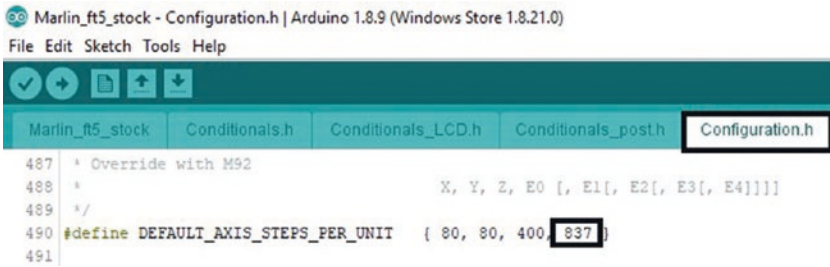 Marlin_ft5_stock - Configuration.h | Arduino 1.8.9 (Windows Store 1.8.21.0)
File Edit Sketch Tools Help
Marlin_ft5_stock Conditionals.h Conditionals_LCD.h Conditionals_post.h Configuration.h
487 * Override with M92
488 * X, Y, Z, E0 [, E1[, E2[, E3[, E4]]]]
489 */
490 #define DEFAULT_AXIS_STEPS_PER_UNIT { 80, 80, 400, 837 }
491